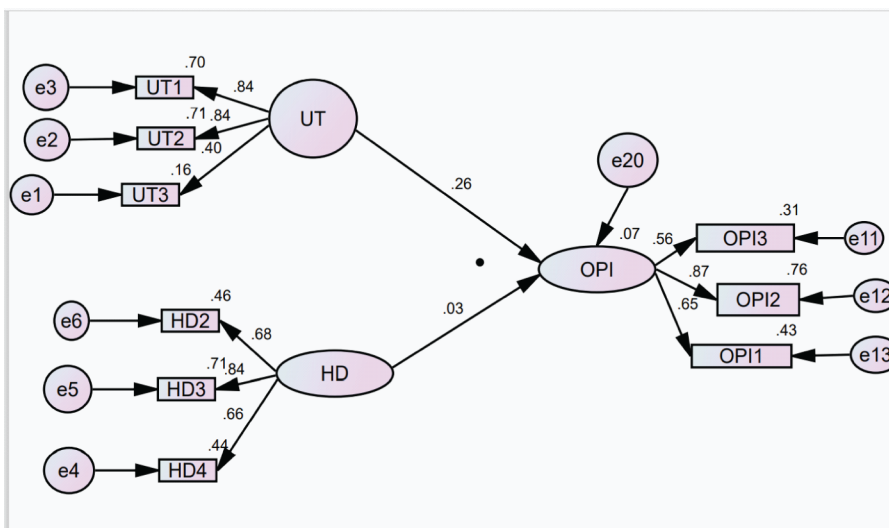 .70
e3
UT1
.84
UT
.71
.84
e2
UT2
.40
.16
e1
UT3
.26
e20
.07
OPI
.56
.31
OPI3
e11
.87
.76
OPI2
e12
.65
.43
OPI1
e13
.03
.46
e6
HD2
.68
HD
.71
.84
e5
HD3
.66
.44
e4
HD4